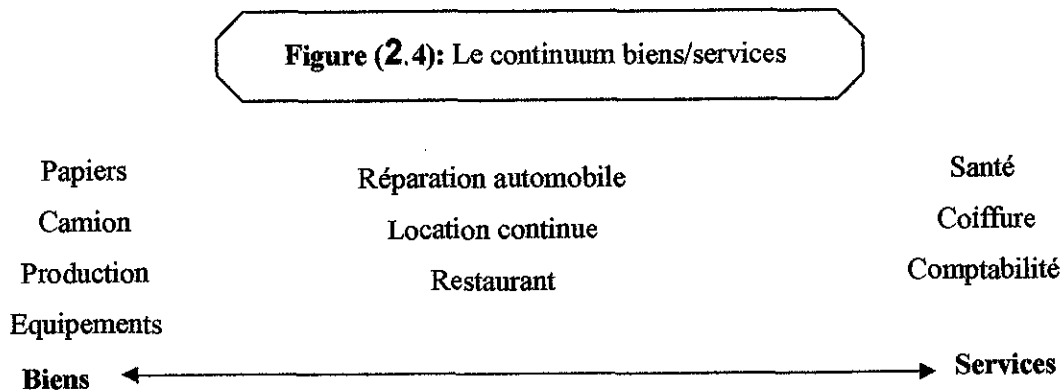 Figure (2.4): Le continuum biens/services
Papiers
Camion
Production
Equipements
Réparation automobile
Location continue
Restaurant
Santé
Coiffure
Comptabilité
Biens
Services